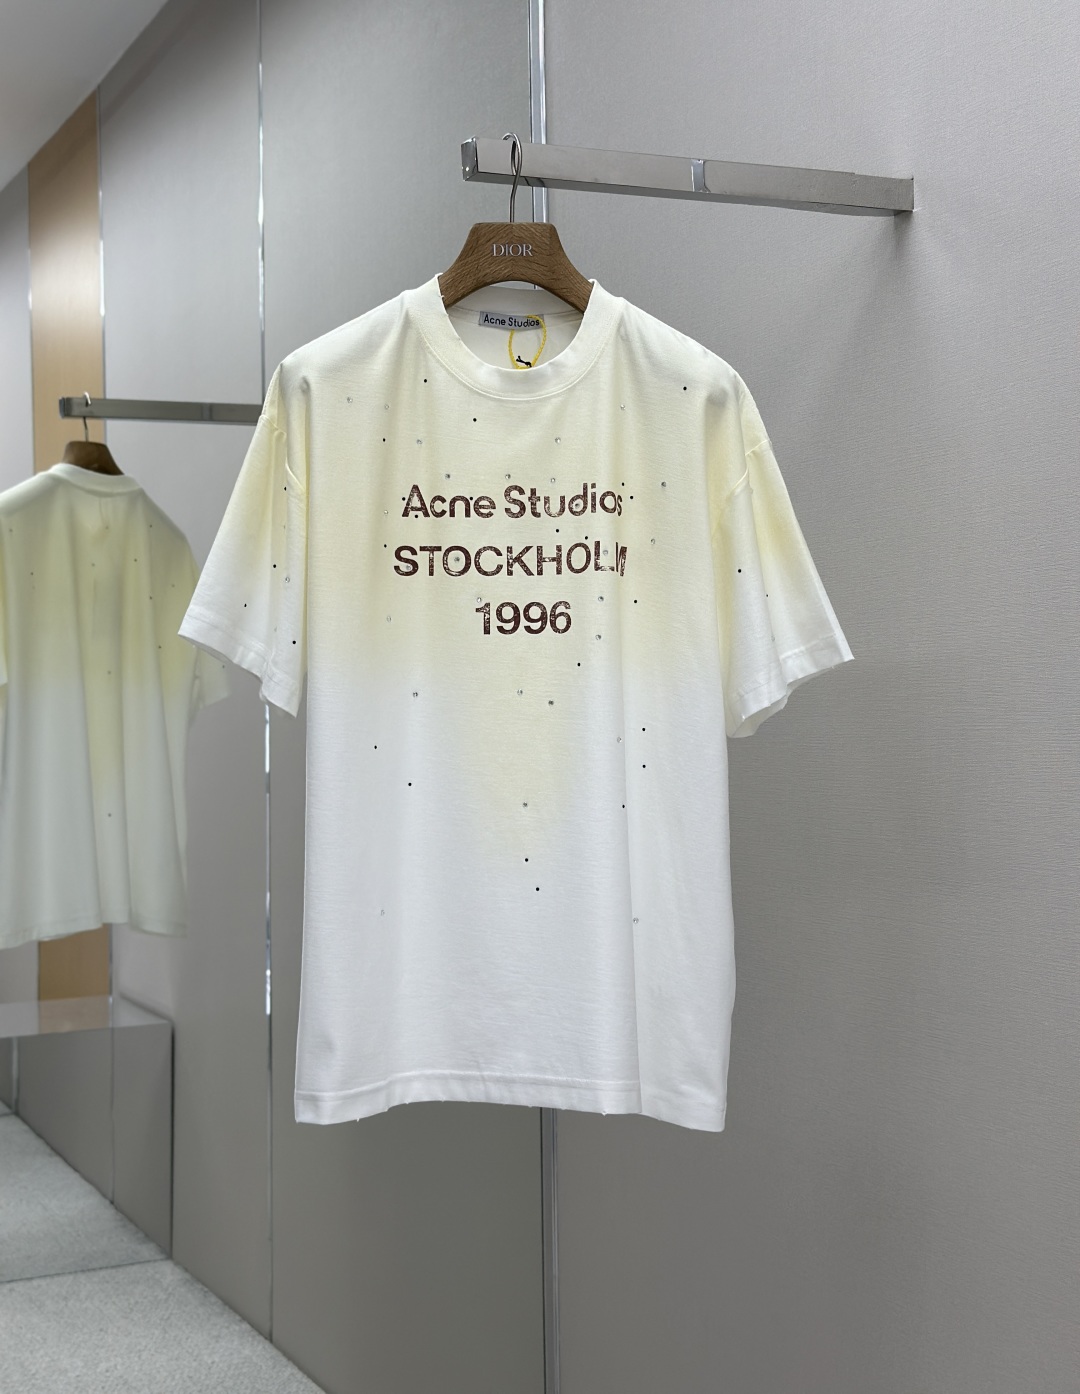 DIOR
Acne Studios
Acne Studios
STOCKHOLM
1996